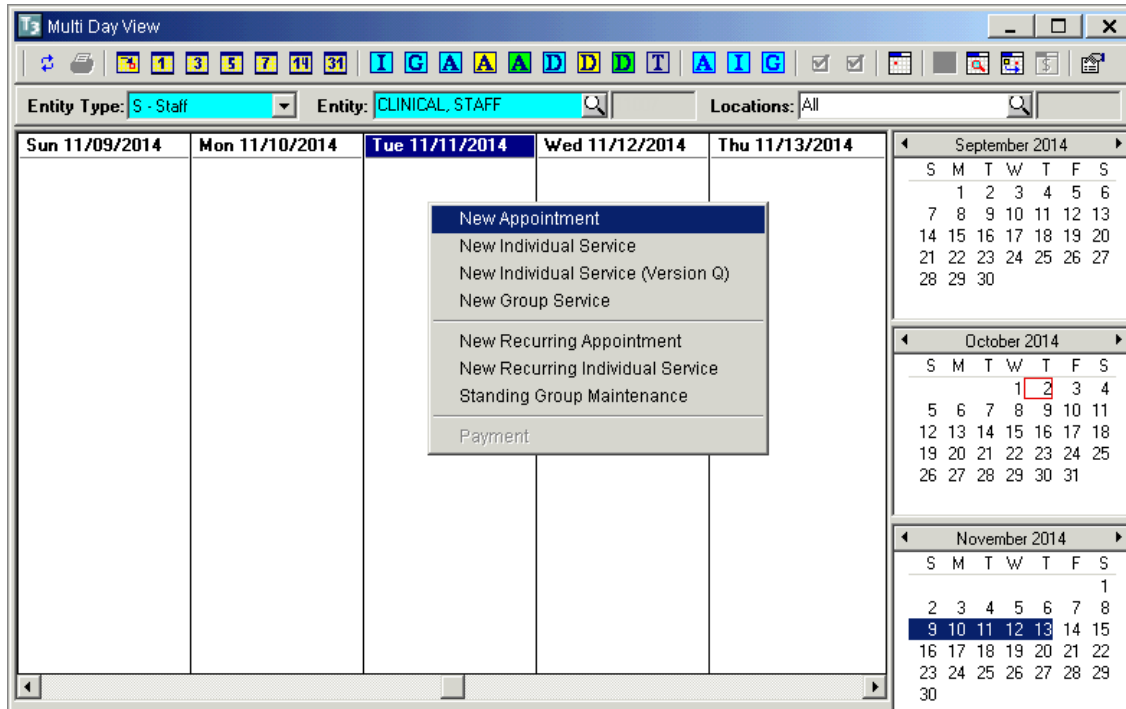 T3 Multi Day View
1 3 5 7 14 31 I G A A A D D D T A I G $
Entity Type: S - Staff Entity: CLINICAL, STAFF Locations: All
Sun 11/09/2014 Mon 11/10/2014 Tue 11/11/2014 Wed 11/12/2014 Thu 11/13/2014
New Appointment
New Individual Service
New Individual Service (Version Q)
New Group Service
New Recurring Appointment
New Recurring Individual Service
Standing Group Maintenance
Payment
September 2014
S M T W T F S
1 2 3 4 5 6
7 8 9 10 11 12 13
14 15 16 17 18 19 20
21 22 23 24 25 26 27
28 29 30
October 2014
S M T W T F S
1 2 3 4
5 6 7 8 9 10 11
12 13 14 15 16 17 18
19 20 21 22 23 24 25
26 27 28 29 30 31
November 2014
S M T W T F S
1
2 3 4 5 6 7 8
9 10 11 12 13 14 15
16 17 18 19 20 21 22
23 24 25 26 27 28 29
30